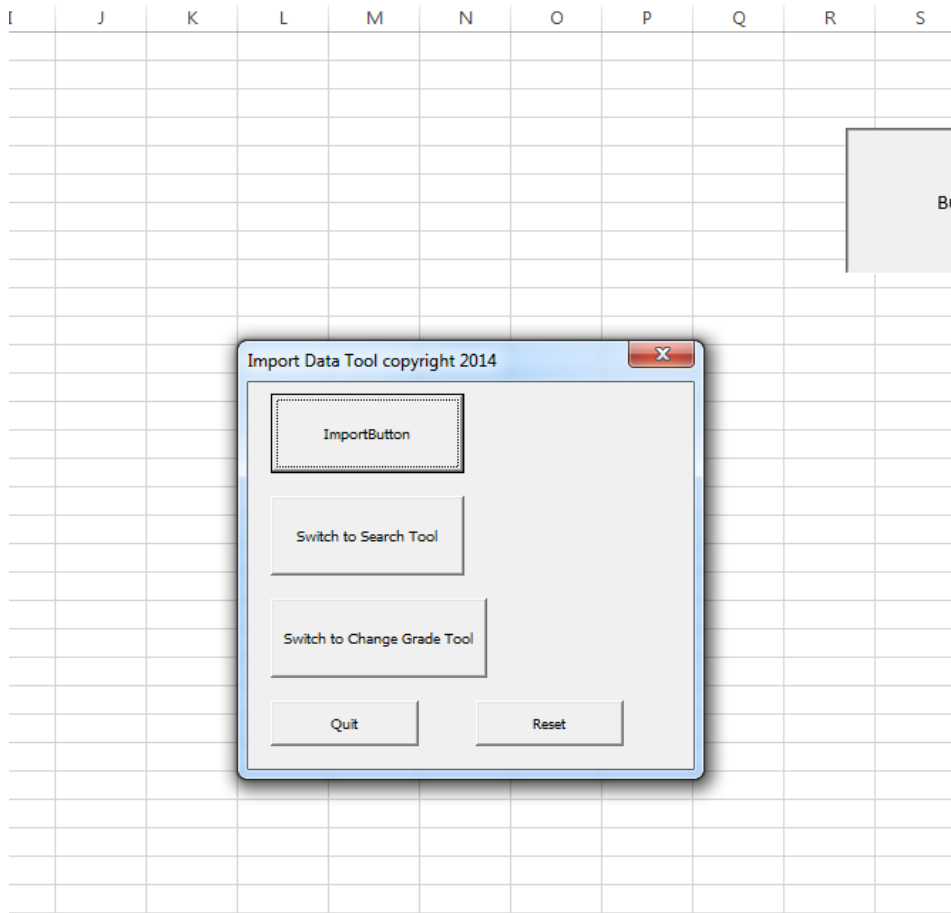 I J K L M N O P Q R S
Import Data Tool copyright 2014
ImportButton
Switch to Search Tool
Switch to Change Grade Tool
Quit Reset